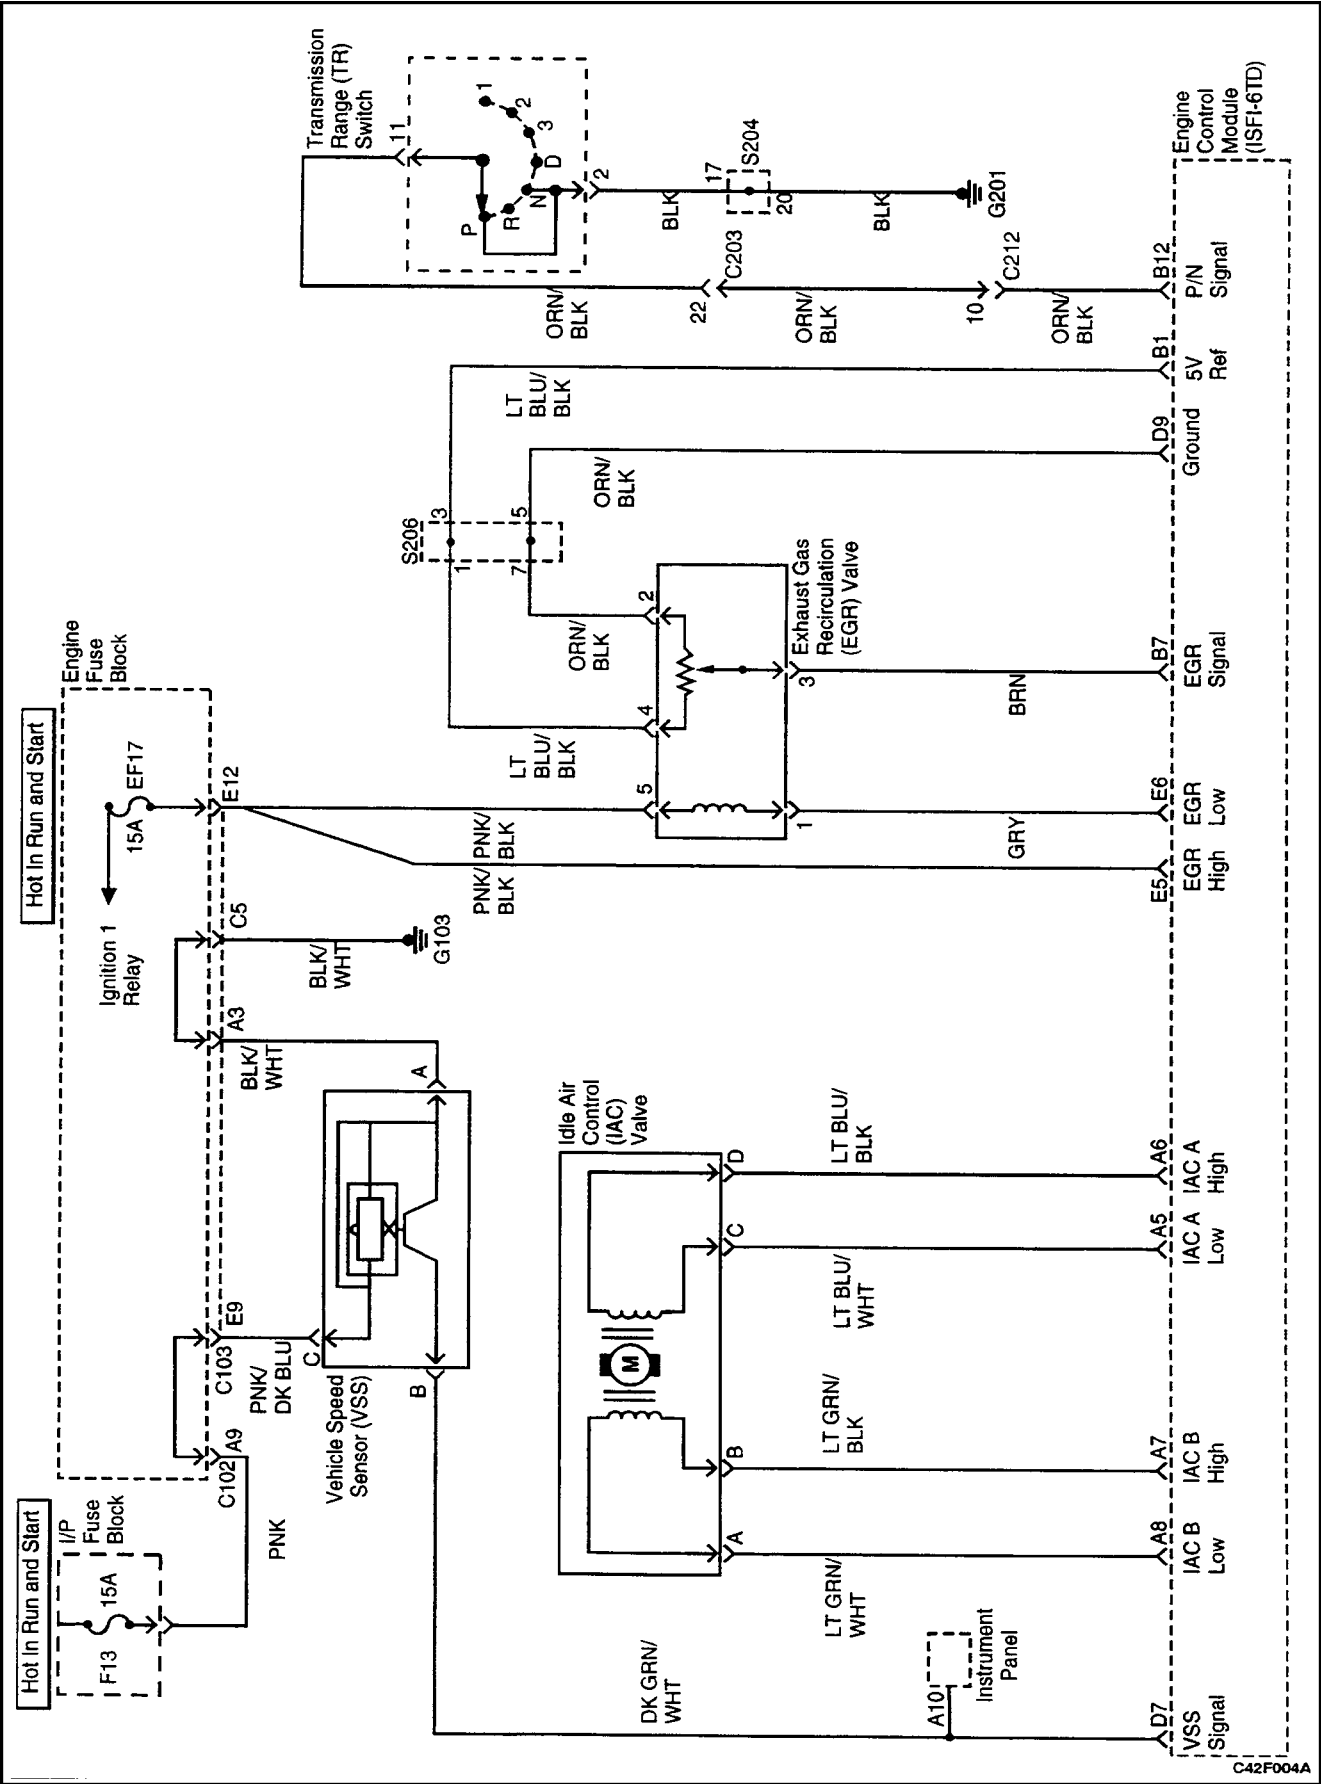 Hot In Run and Start
I/P
Fuse
Block
F13
15A
PNK
Hot In Run and Start
Engine
Fuse
Block
Ignition 1
Relay
15A
EF17
C102
A9
C103
E9
A3
C5
E12
PNK/
DK BLU
BLK/
WHT
BLK/
WHT
G103
PNK/
BLK
PNK/
BLK
Vehicle Speed
Sensor (VSS)
C
A
B
DK GRN/
WHT
A10
Instrument
Panel
Idle Air
Control
(IAC)
Valve
M
A
B
C
D
LT GRN/
WHT
LT GRN/
BLK
LT BLU/
WHT
LT BLU/
BLK
S206
1
3
7
5
LT
BLU/
BLK
ORN/
BLK
LT
BLU/
BLK
ORN/
BLK
5
4
2
1
3
Exhaust Gas
Recirculation
(EGR) Valve
GRY
BRN
Transmission
Range (TR)
Switch
11
P
R
N
D
3
2
1
2
BLK
17
S204
20
BLK
G201
ORN/
BLK
22
C203
ORN/
BLK
10
C212
ORN/
BLK
D7
VSS
Signal
A8
IAC B
Low
A7
IAC B
High
A5
IAC A
Low
A6
IAC A
High
E5
EGR
High
E6
EGR
Low
B7
EGR
Signal
D9
Ground
B1
5V
Ref
B12
P/N
Signal
Engine
Control
Module
(ISFI-6TD)
C42F004A